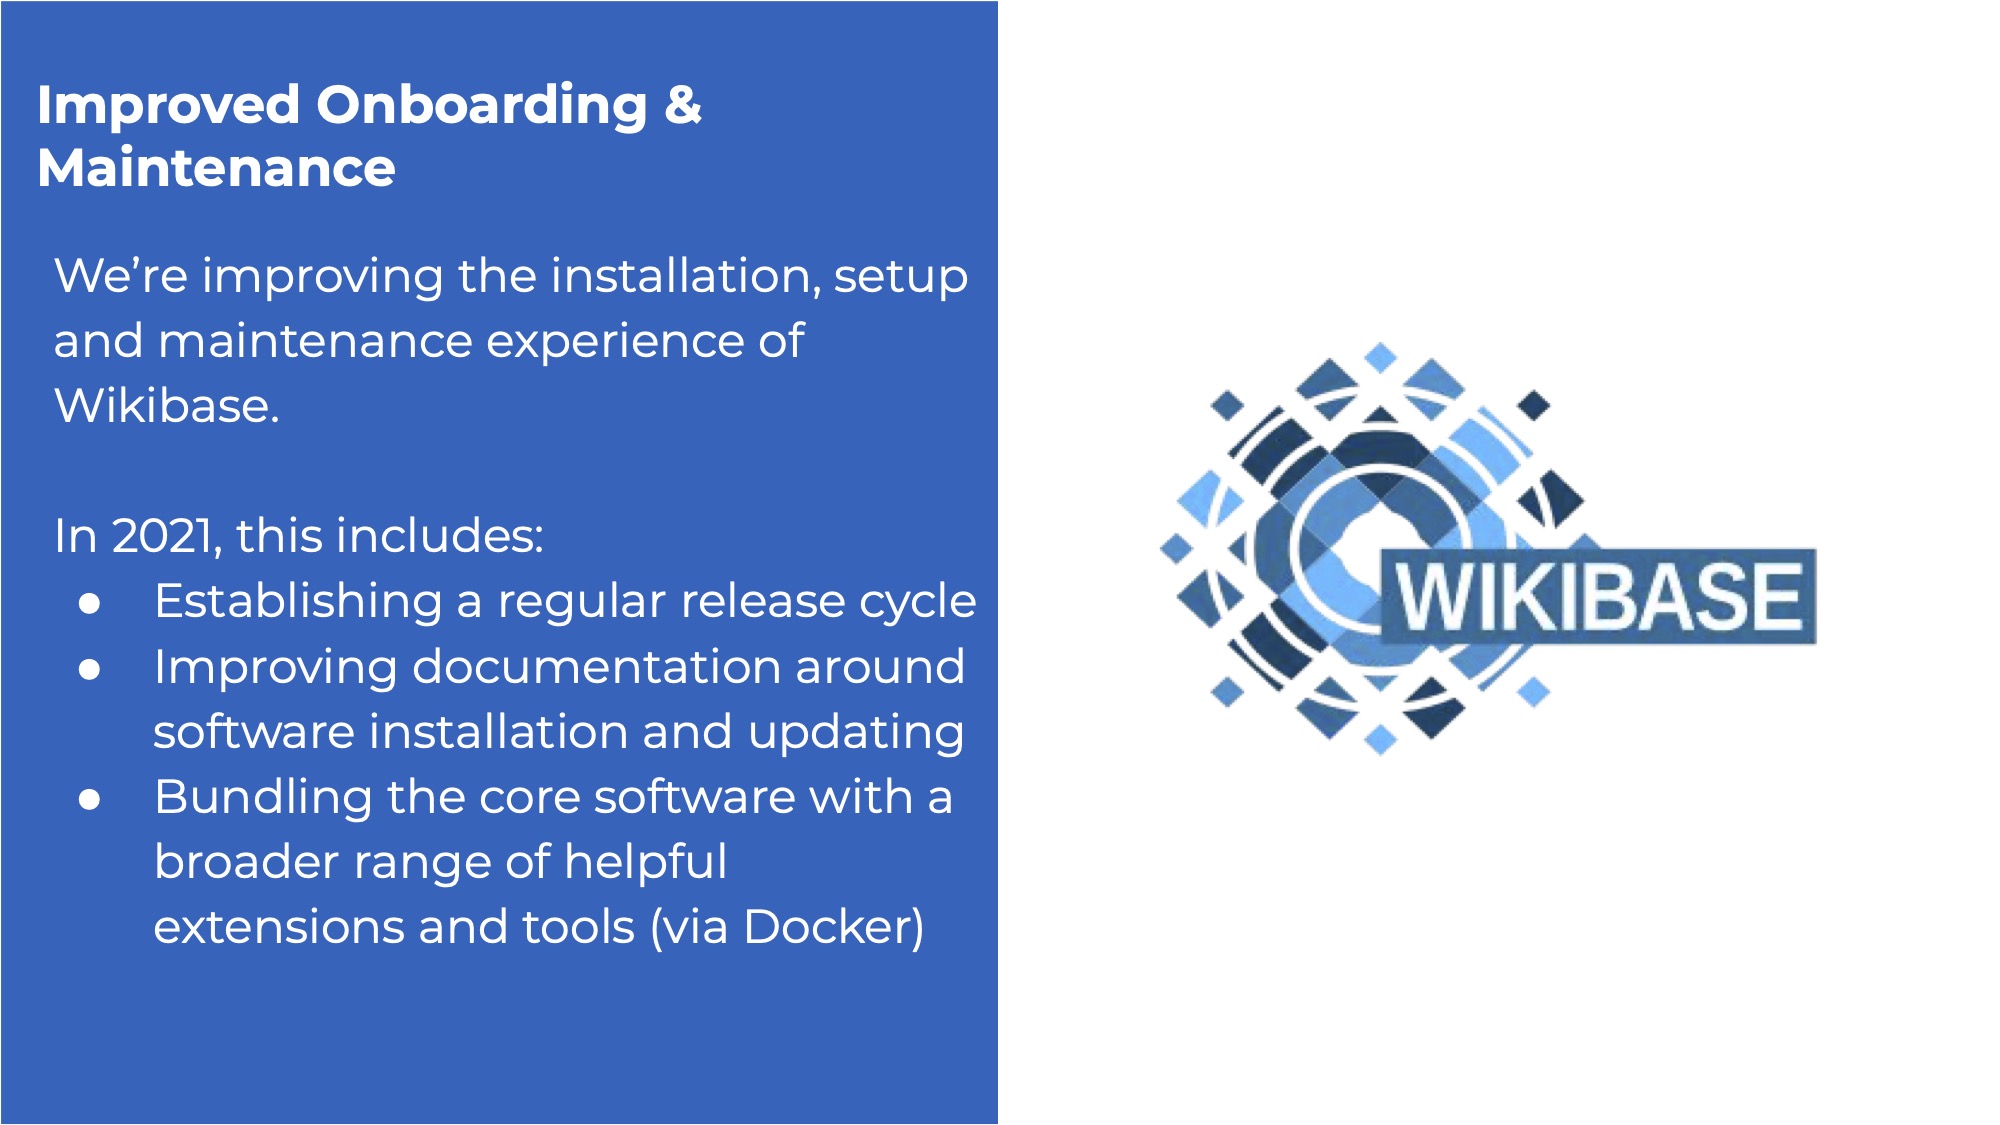 Improved Onboarding &
Maintenance
We’re improving the installation, setup
and maintenance experience of
Wikibase.
In 2021, this includes:
● Establishing a regular release cycle
● Improving documentation around
software installation and updating
● Bundling the core software with a
broader range of helpful
extensions and tools (via Docker)
WIKIBASE